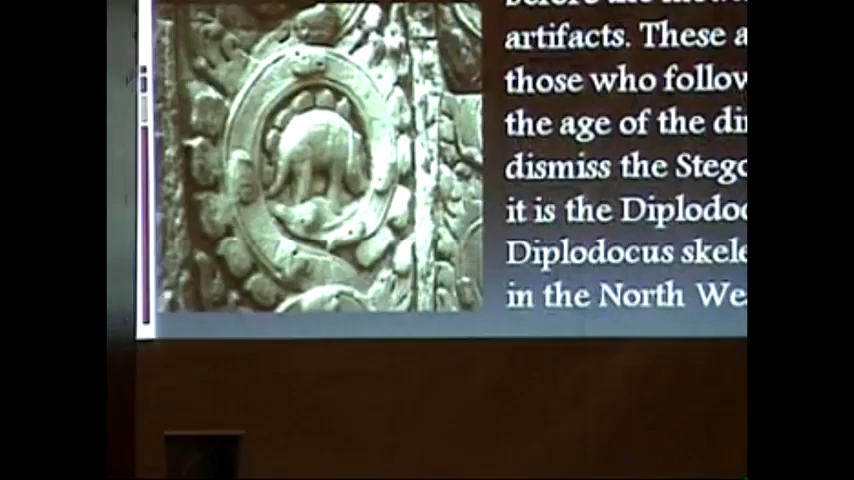 artifacts. These a
those who follow
the age of the di
dismiss the Stego
it is the Diplodoc
Diplodocus skele
in the North We